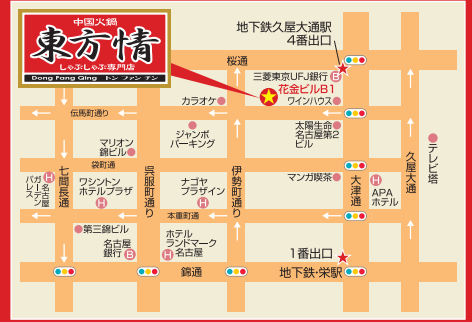 中国火鍋
東方情
しゃぶしゃぶ専門店
Dong Fang Qing トン ファン チン
地下鉄久屋大通駅
4番出口
桜通
三菱東京UFJ銀行 B
花金ビルB1
カラオケ
ワインハウス
伝馬町通り
ジャンボ
パーキング
太陽生命
名古屋第2
ビル
マリオン
錦ビル
テレビ塔
袋町通
七間町通
呉服町通り
伊勢町通り
大津通
久屋大通
H 名古屋
ガーデン
パレス
ワシントン
ホテルプラザ
H
ナゴヤ
プラザイン
H
マンガ喫茶
H
APA
ホテル
本重町通
第三錦ビル
名古屋
銀行 B
ホテル
ランドマーク
H 名古屋
1番出口
地下鉄・栄駅
錦通